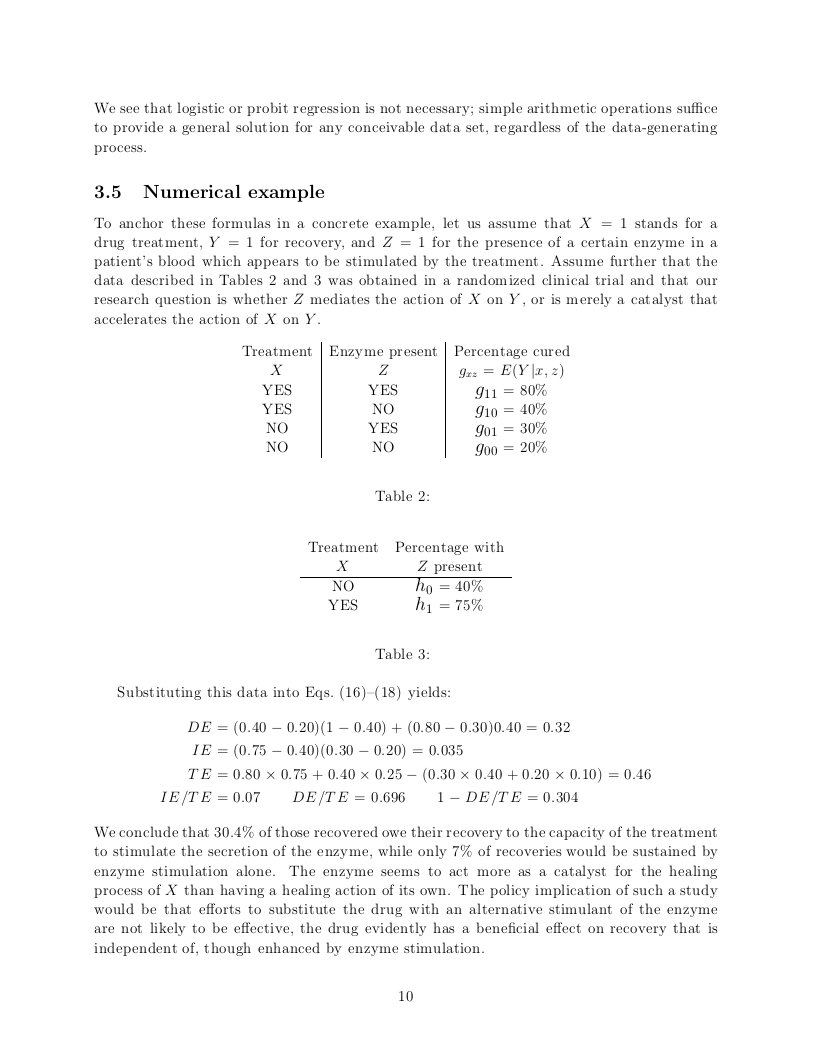 We see that logistic or probit regression is not necessary; simple arithmetic operations suffice
to provide a general solution for any conceivable data set, regardless of the data-generating
process.
3.5 Numerical example
To anchor these formulas in a concrete example, let us assume that X = 1 stands for a
drug treatment, Y = 1 for recovery, and Z = 1 for the presence of a certain enzyme in a
patient's blood which appears to be stimulated by the treatment. Assume further that the
data described in Tables 2 and 3 was obtained in a randomized clinical trial and that our
research question is whether Z mediates the action of X on Y, or is merely a catalyst that
accelerates the action of X on Y.
Treatment Enzyme present Percentage cured
X Z g_{xz} = E(Y|x, z)
YES YES g_{11} = 80%
YES NO g_{10} = 40%
NO YES g_{01} = 30%
NO NO g_{00} = 20%
Table 2:
Treatment Percentage with
X Z present
NO h_0 = 40%
YES h_1 = 75%
Table 3:
Substituting this data into Eqs. (16)–(18) yields:
DE = (0.40 − 0.20)(1 − 0.40) + (0.80 − 0.30)0.40 = 0.32
IE = (0.75 − 0.40)(0.30 − 0.20) = 0.035
TE = 0.80 × 0.75 + 0.40 × 0.25 − (0.30 × 0.40 + 0.20 × 0.10) = 0.46
IE/TE = 0.07 DE/TE = 0.696 1 − DE/TE = 0.304
We conclude that 30.4% of those recovered owe their recovery to the capacity of the treatment
to stimulate the secretion of the enzyme, while only 7% of recoveries would be sustained by
enzyme stimulation alone. The enzyme seems to act more as a catalyst for the healing
process of X than having a healing action of its own. The policy implication of such a study
would be that efforts to substitute the drug with an alternative stimulant of the enzyme
are not likely to be effective, the drug evidently has a beneficial effect on recovery that is
independent of, though enhanced by enzyme stimulation.
10